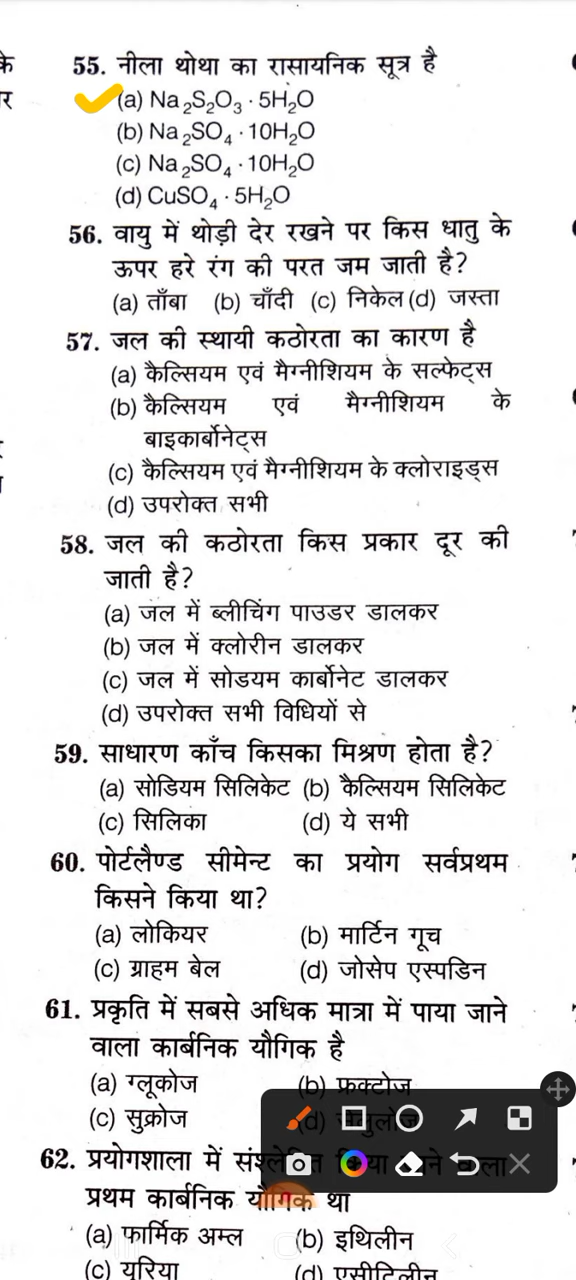 के
र
55. नीला थोथा का रासायनिक सूत्र है
(a) Na₂S₂O₃ · 5H₂O
(b) Na₂SO₄ · 10H₂O
(c) Na₂SO₄ · 10H₂O
(d) CuSO₄ · 5H₂O
56. वायु में थोड़ी देर रखने पर किस धातु के
ऊपर हरे रंग की परत जम जाती है?
(a) ताँबा (b) चाँदी (c) निकेल (d) जस्ता
57. जल की स्थायी कठोरता का कारण है
(a) कैल्सियम एवं मैग्नीशियम के सल्फेट्स
(b) कैल्सियम एवं मैग्नीशियम के
बाइकार्बोनेट्स
(c) कैल्सियम एवं मैग्नीशियम के क्लोराइड्स
(d) उपरोक्त सभी
58. जल की कठोरता किस प्रकार दूर की
जाती है?
(a) जल में ब्लीचिंग पाउडर डालकर
(b) जल में क्लोरीन डालकर
(c) जल में सोडयम कार्बोनेट डालकर
(d) उपरोक्त सभी विधियों से
59. साधारण काँच किसका मिश्रण होता है?
(a) सोडियम सिलिकेट (b) कैल्सियम सिलिकेट
(c) सिलिका (d) ये सभी
60. पोर्टलैण्ड सीमेन्ट का प्रयोग सर्वप्रथम
किसने किया था?
(a) लोकियर (b) मार्टिन गूच
(c) ग्राहम बेल (d) जोसेप एस्पडिन
61. प्रकृति में सबसे अधिक मात्रा में पाया जाने
वाला कार्बनिक यौगिक है
(a) ग्लूकोज (b) फ्रक्टोज
(c) सुक्रोज (d)
62. प्रयोगशाला में
प्रथम कार्बनिक यौगिक था
(a) फार्मिक अम्ल (b) इथिलीन
(c) यूरिया (d) एसीटिलीन